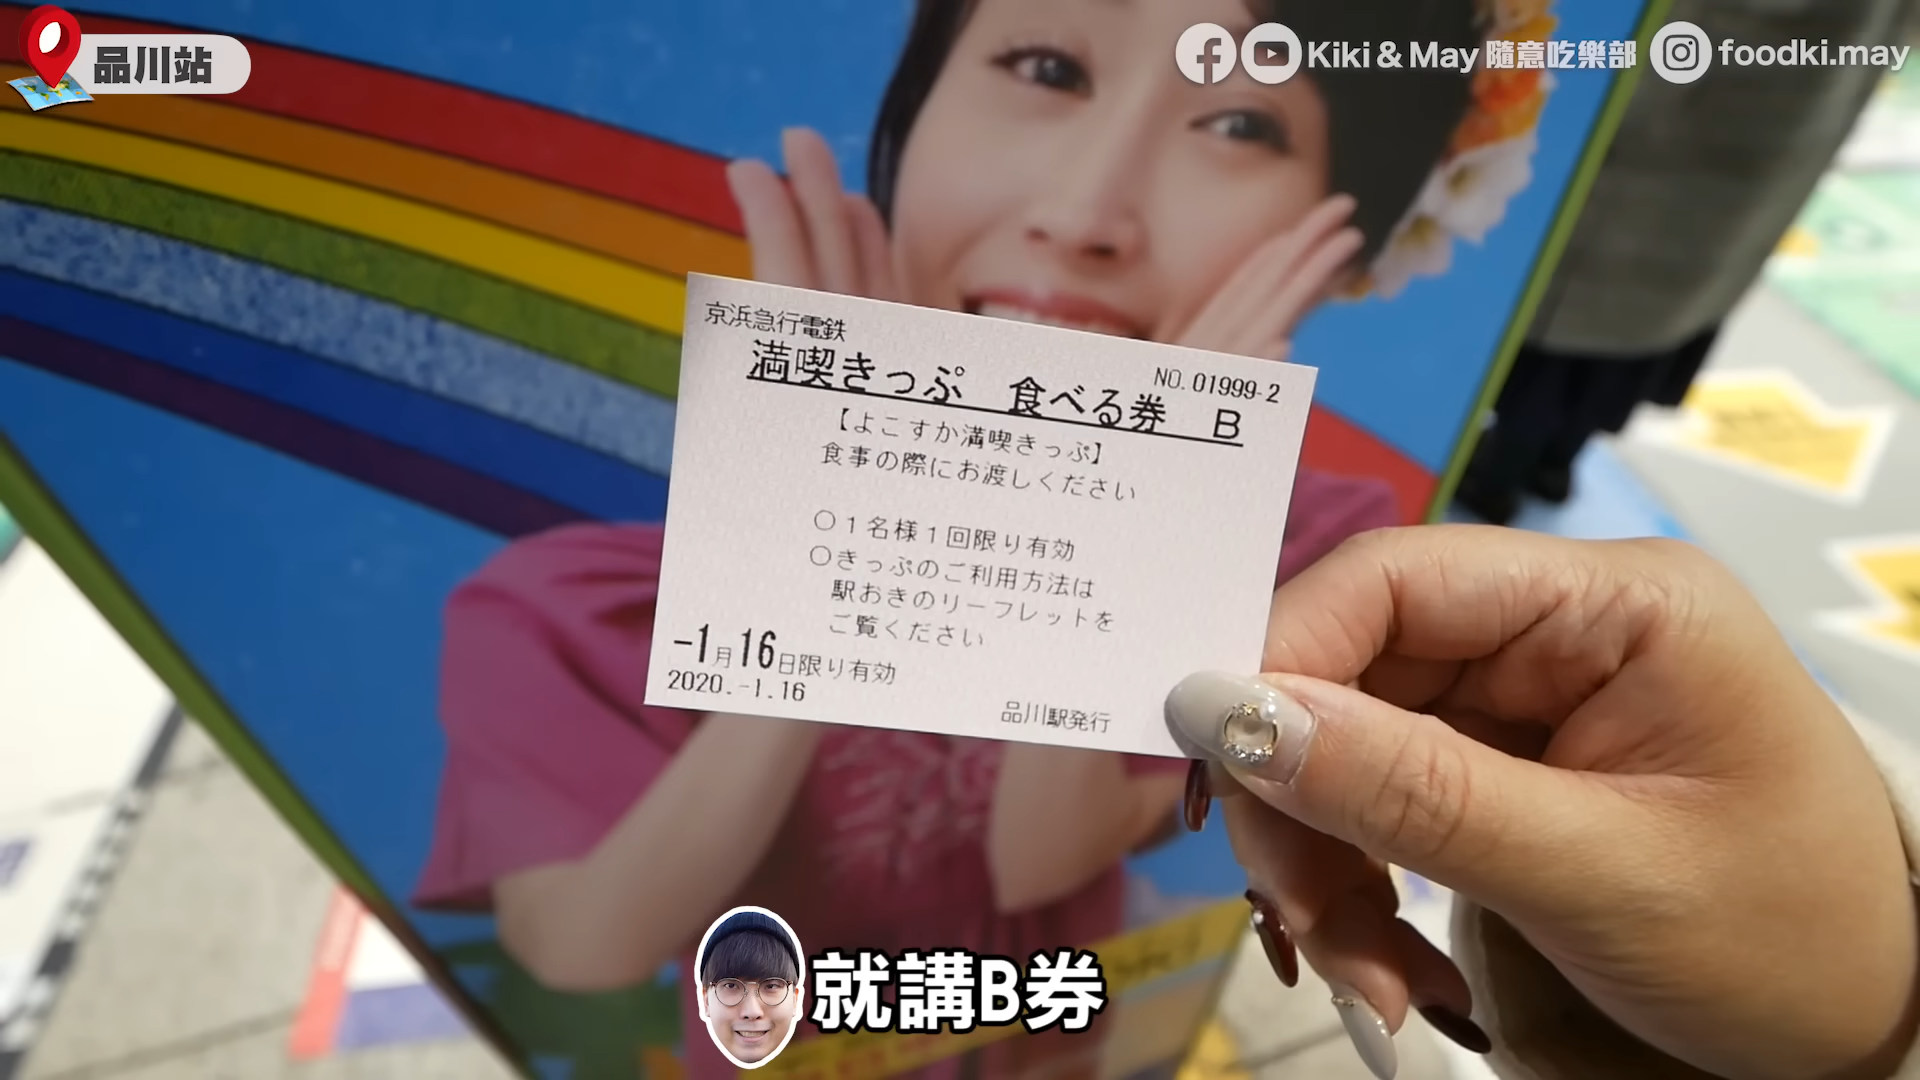 品川站
Kiki & May 隨意吃樂部
foodki.may
京浜急行電鉄
満喫きっぷ 食べる券 B
NO.01999-2
【よこすか満喫きっぷ】
食事の際にお渡しください
○1名様1回限り有効
○きっぷのご利用方法は
駅おきのリーフレットを
ご覧ください
-1月16日限り有効
2020.-1.16
品川駅発行
就講B券